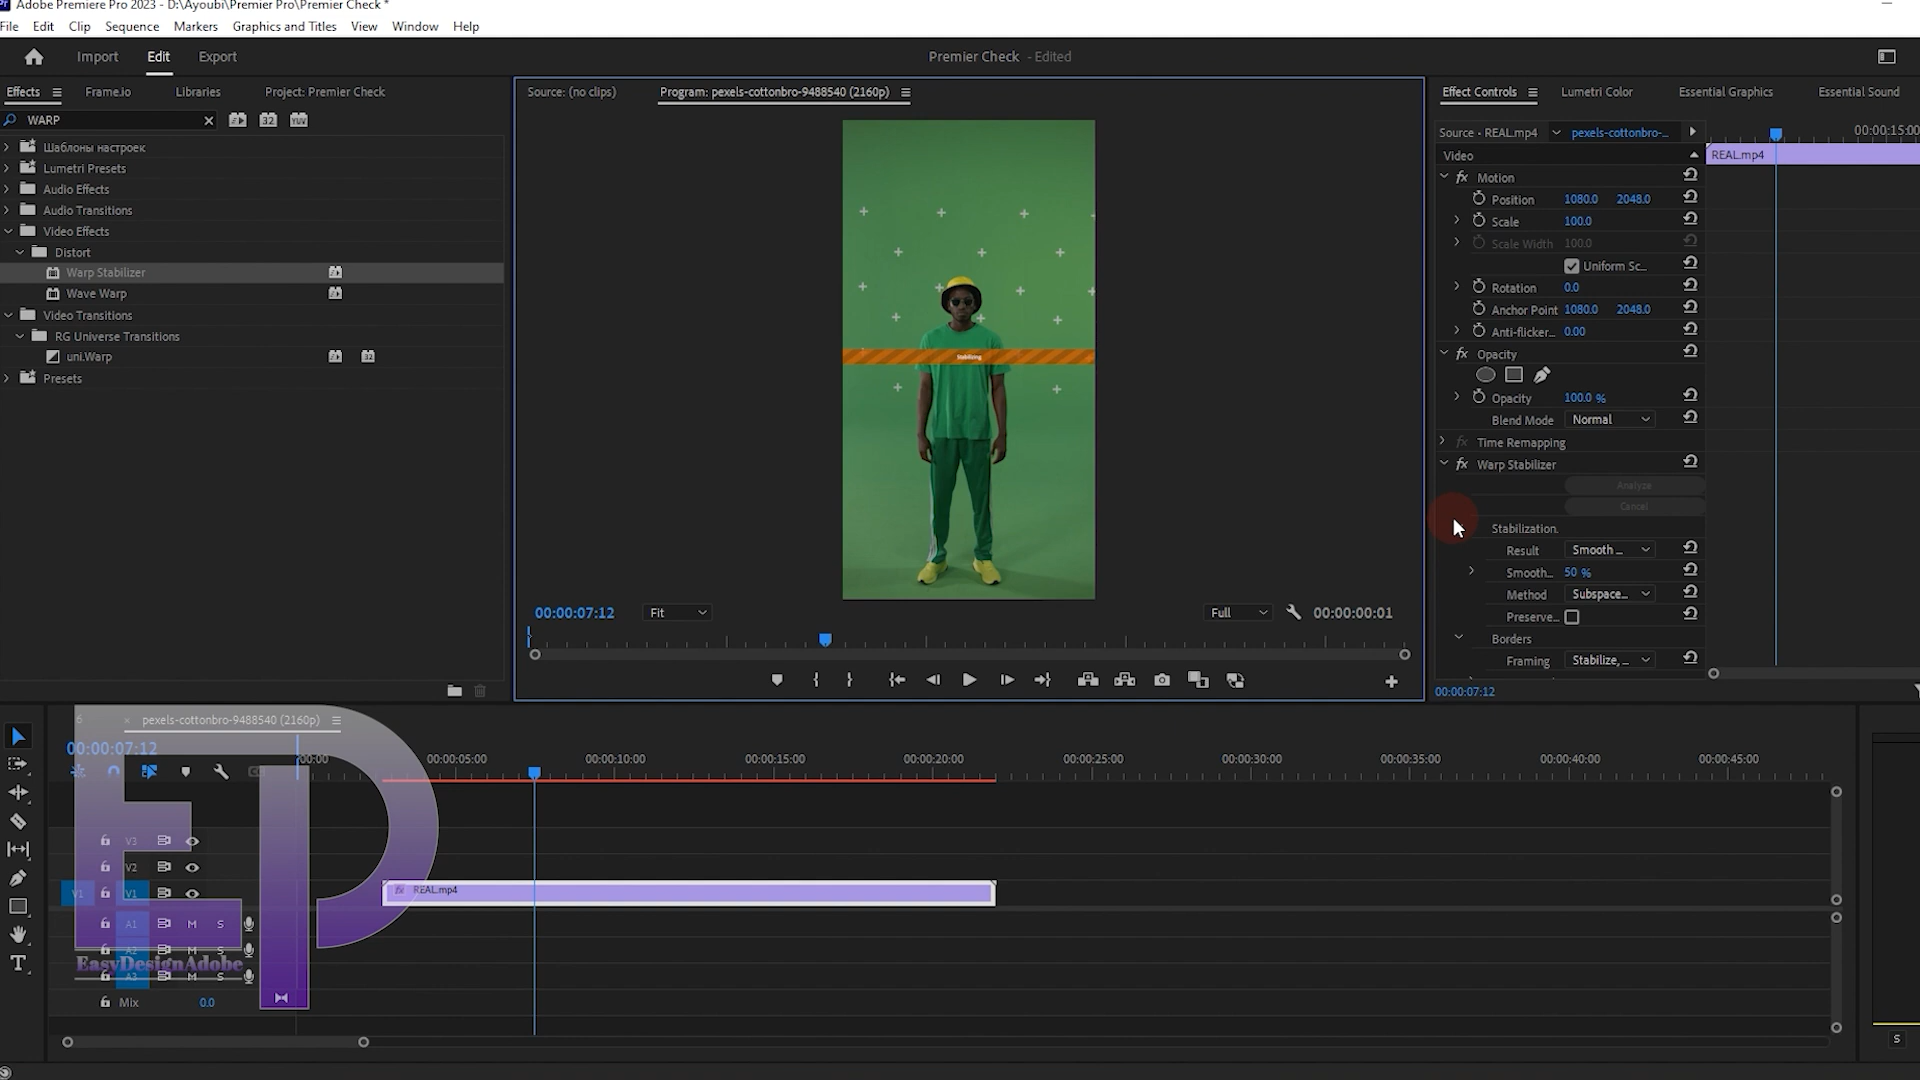 Adobe Premiere Pro 2023 - D:\Ayoubi\Premier Pro\Premier Check *
File Edit Clip Sequence Markers Graphics and Titles View Window Help
Import Edit Export
Premier Check - Edited
Effects Frame.io Libraries Project: Premier Check
WARP
32
YUV
Шаблоны настроек
Lumetri Presets
Audio Effects
Audio Transitions
Video Effects
Distort
Warp Stabilizer
Wave Warp
Video Transitions
RG Universe Transitions
uni.Warp
32
Presets
Source: (no clips) Program: pexels-cottonbro-9488540 (2160p)
Stabilizing
00:00:07:12 Fit Full 00:00:00:01
Effect Controls Lumetri Color Essential Graphics Essential Sound
Source - REAL.mp4 pexels-cottonbro-... 00:00:15:00
Video REAL.mp4
fx Motion
Position 1080.0 2048.0
Scale 100.0
Scale Width 100.0
Uniform Sc...
Rotation 0.0
Anchor Point 1080.0 2048.0
Anti-flicker... 0.00
fx Opacity
Opacity 100.0 %
Blend Mode Normal
fx Time Remapping
fx Warp Stabilizer
Analyze
Cancel
Stabilization
Result Smooth ...
Smooth... 50 %
Method Subspace...
Preserve...
Borders
Framing Stabilize, ...
00:00:07:12
6 × pexels-cottonbro-9488540 (2160p)
00:00:07:12
:00:00 00:00:05:00 00:00:10:00 00:00:15:00 00:00:20:00 00:00:25:00 00:00:30:00 00:00:35:00 00:00:40:00 00:00:45:00
V3
V2
V1 V1
fx REAL.mp4
A1 M S
A2 M S
EasyDesignAdobe
A3 M S
Mix 0.0
T
S